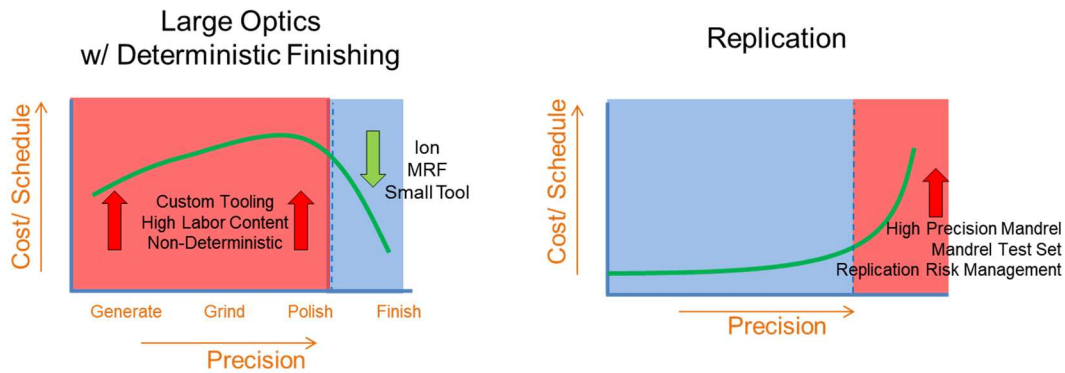 Large Optics
w/ Deterministic Finishing
Cost/ Schedule
Ion
MRF
Small Tool
Custom Tooling
High Labor Content
Non-Deterministic
Generate
Grind
Polish
Finish
Precision
Replication
Cost/ Schedule
High Precision Mandrel
Mandrel Test Set
Replication Risk Management
Precision